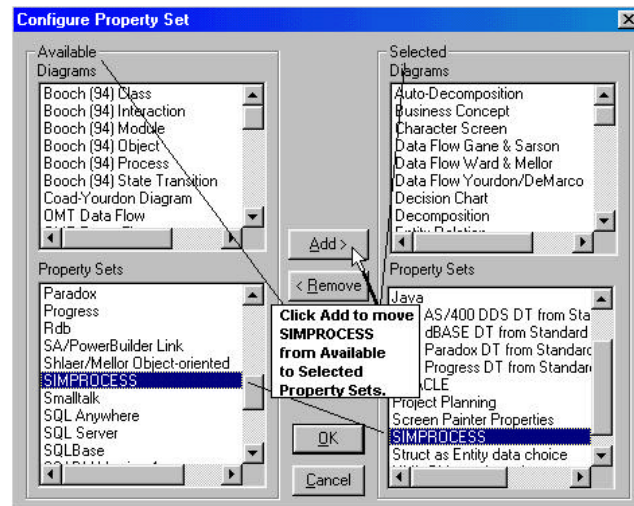 Configure Property Set
Available
Diagrams
Booch (94) Class
Booch (94) Interaction
Booch (94) Module
Booch (94) Object
Booch (94) Process
Booch (94) State Transition
Coad-Yourdon Diagram
OMT Data Flow
Property Sets
Paradox
Progress
Rdb
SA/PowerBuilder Link
Shlaer/Mellor Object-oriented
SIMPROCESS
Smalltalk
SQL Anywhere
SQL Server
SQLBase
Add >
< Remove
Click Add to move
SIMPROCESS
from Available
to Selected
Property Sets.
OK
Cancel
Selected
Diagrams
Auto-Decomposition
Business Concept
Character Screen
Data Flow Gane & Sarson
Data Flow Ward & Mellor
Data Flow Yourdon/DeMarco
Decision Chart
Decomposition
Entity Relation
Property Sets
Java
AS/400 DDS DT from Sta
dBASE DT from Standard
Paradox DT from Standard
Progress DT from Standard
CLE
Project Planning
Screen Painter Properties
SIMPROCESS
Struct as Entity data choice